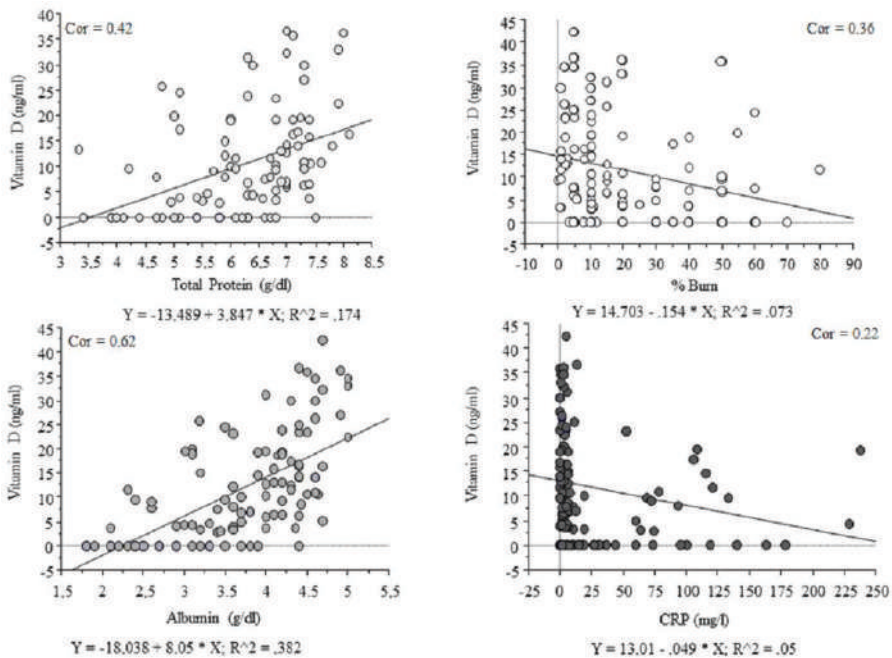 Cor = 0.42
Vitamin D (ng/ml)
40
35
30
25
20
15
10
5
0
-5
3 3,5 4 4,5 5 5,5 6 6,5 7 7,5 8 8,5
Total Protein (g/dl)
Y = -13,489 + 3,847 * X; R^2 = ,174
Cor = 0.36
Vitamin D (ng/ml)
45
40
35
30
25
20
15
10
5
0
-5
-10 0 10 20 30 40 50 60 70 80 90
% Burn
Y = 14,703 - ,154 * X; R^2 = ,073
Cor = 0.62
Vitamin D (ng/ml)
45
40
35
30
25
20
15
10
5
0
-5
1,5 2 2,5 3 3,5 4 4,5 5 5,5
Albumin (g/dl)
Y = -18,038 + 8,05 * X; R^2 = ,382
Cor = 0.22
Vitamin D (ng/ml)
45
40
35
30
25
20
15
10
5
0
-5
-25 0 25 50 75 100 125 150 175 200 225 250
CRP (mg/l)
Y = 13,01 - ,049 * X; R^2 = ,05